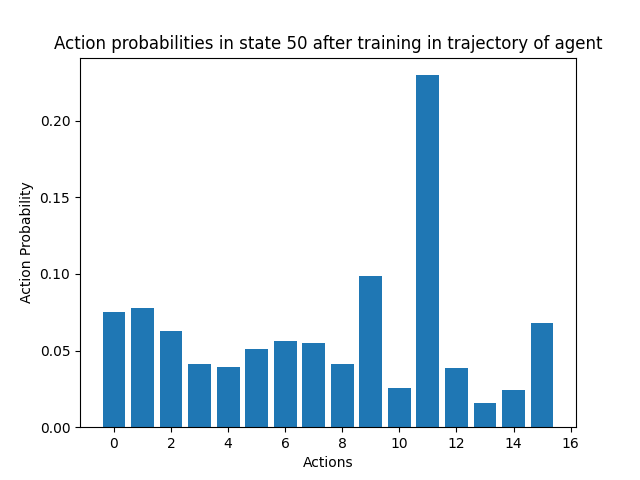 Action probabilities in state 50 after training in trajectory of agent
0.20
0.15
0.10
0.05
0.00
Action Probability
0 2 4 6 8 10 12 14 16
Actions